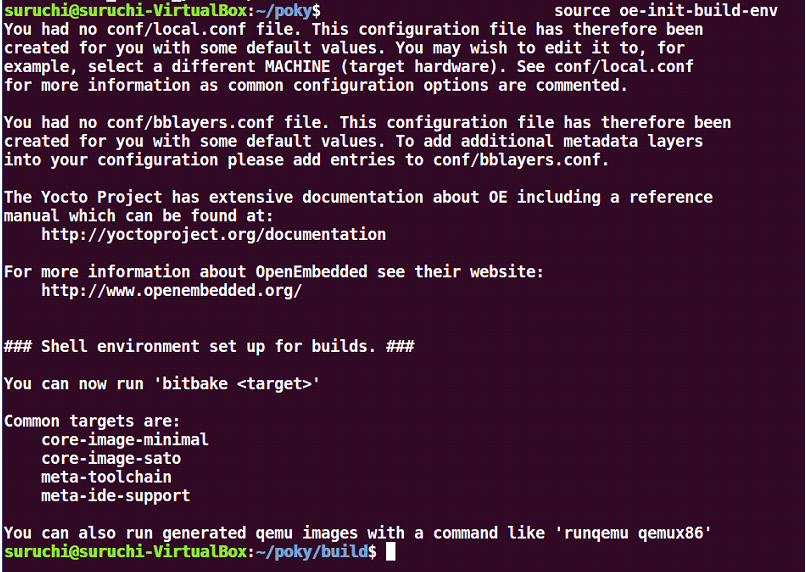 suruchi@suruchi-VirtualBox:~/poky$ source oe-init-build-env
You had no conf/local.conf file. This configuration file has therefore been
created for you with some default values. You may wish to edit it to, for
example, select a different MACHINE (target hardware). See conf/local.conf
for more information as common configuration options are commented.

You had no conf/bblayers.conf file. This configuration file has therefore been
created for you with some default values. To add additional metadata layers
into your configuration please add entries to conf/bblayers.conf.

The Yocto Project has extensive documentation about OE including a reference
manual which can be found at:
    http://yoctoproject.org/documentation

For more information about OpenEmbedded see their website:
    http://www.openembedded.org/

### Shell environment set up for builds. ###

You can now run 'bitbake <target>'

Common targets are:
    core-image-minimal
    core-image-sato
    meta-toolchain
    meta-ide-support

You can also run generated qemu images with a command like 'runqemu qemux86'
suruchi@suruchi-VirtualBox:~/poky/build$